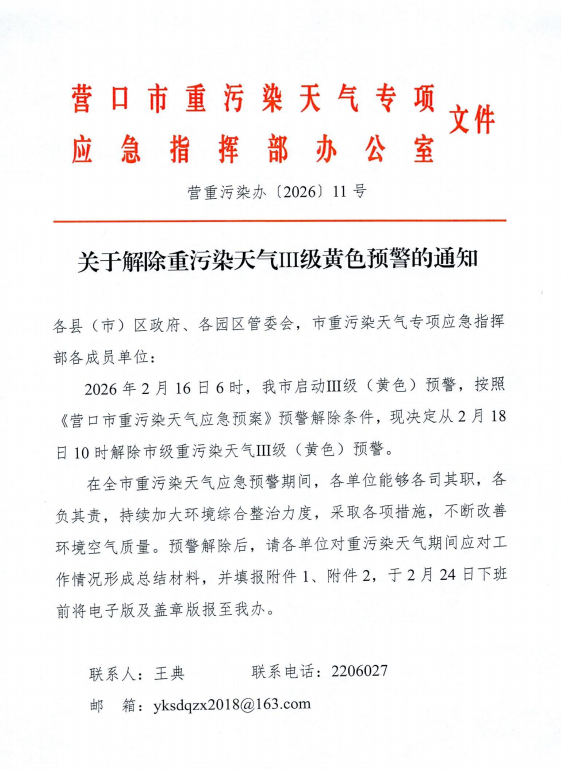 营口市重污染天气专项
应急指挥部办公室
文件
营重污染办〔2026〕11号
关于解除重污染天气III级黄色预警的通知
各县（市）区政府、各园区管委会，市重污染天气专项应急指挥
部各成员单位：
2026年2月16日6时，我市启动III级（黄色）预警，按照
《营口市重污染天气应急预案》预警解除条件，现决定从2月18
日10时解除市级重污染天气III级（黄色）预警。
在全市重污染天气应急预警期间，各单位能够各司其职，各
负其责，持续加大环境综合整治力度，采取各项措施，不断改善
环境空气质量。预警解除后，请各单位对重污染天气期间应对工
作情况形成总结材料，并填报附件1、附件2，于2月24日下班
前将电子版及盖章版报至我办。
联系人：王典 联系电话：2206027
邮 箱：yksdqzx2018@163.com